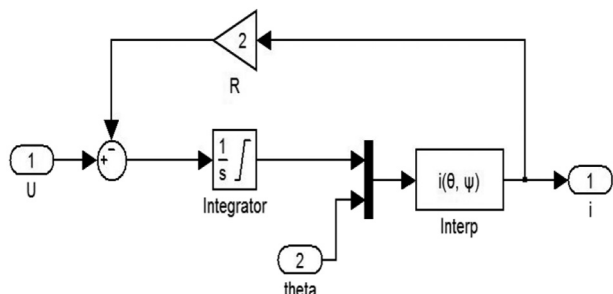 2
R
1
U
+
−
1
s
Integrator
i(θ, ψ)
Interp
1
i
2
theta